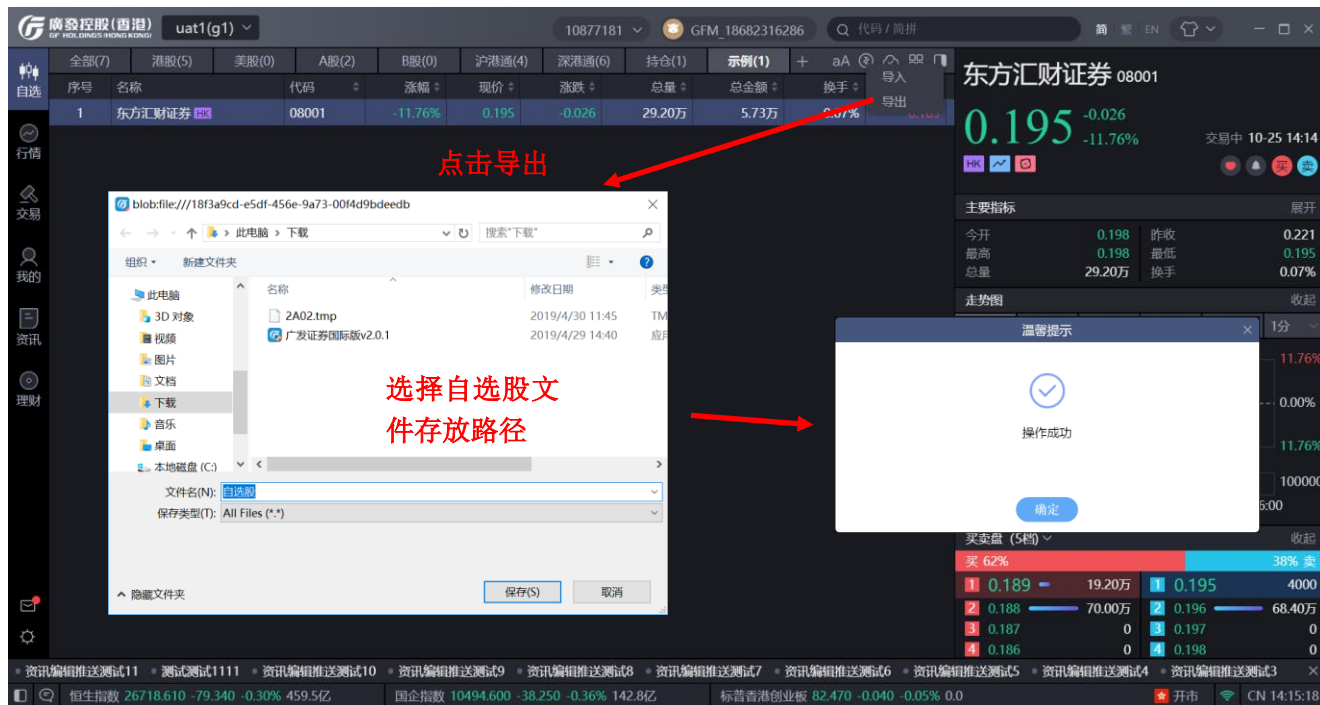 廣發控股(香港)
GF HOLDINGS (HONG KONG)
uat1(g1)
10877181
GFM_18682316286
代码 / 简拼
简 繁 EN
自选
行情
交易
我的
资讯
理财
全部(7) 港股(5) 美股(0) A股(2) B股(0) 沪港通(4) 深港通(6) 持仓(1) 示例(1) + aA
导入
导出
序号 名称 代码 涨幅 现价 涨跌 总量 总金额 换手
1 东方汇财证券 HK 08001 -11.76% 0.195 -0.026 29.20万 5.73万 0.07%
点击导出
blob:file:///18f3a9cd-e5df-456e-9a73-00f4d9bdeedb
此电脑 > 下载
搜索"下载"
组织 新建文件夹
名称 修改日期 类型
此电脑
3D 对象
视频
图片
文档
下载
音乐
桌面
本地磁盘 (C:)
2A02.tmp 2019/4/30 11:45 TM
广发证券国际版v2.0.1 2019/4/29 14:40 应用
选择自选股文
件存放路径
文件名(N): 自选股
保存类型(T): All Files (*.*)
隐藏文件夹
保存(S) 取消
东方汇财证券 08001
0.195 -0.026
-11.76%
交易中 10-25 14:14
HK
买 卖
主要指标 展开
今开 0.198 昨收 0.221
最高 0.198 最低 0.195
总量 29.20万 换手 0.07%
走势图 收起
1分
11.76%
0.00%
11.76%
100000
6:00
温馨提示
操作成功
确定
买卖盘 (5档) 收起
买 62% 38% 卖
1 0.189 19.20万 1 0.195 4000
2 0.188 70.00万 2 0.196 68.40万
3 0.187 0 3 0.197 0
4 0.186 0 4 0.198 0
资讯编辑推送测试11 测试测试1111 资讯编辑推送测试10 资讯编辑推送测试9 资讯编辑推送测试8 资讯编辑推送测试7 资讯编辑推送测试6 资讯编辑推送测试5 资讯编辑推送测试4 资讯编辑推送测试3
恒生指数 26718.610 -79.340 -0.30% 459.5亿 国企指数 10494.600 -38.250 -0.36% 142.8亿 标普香港创业板 82.470 -0.040 -0.05% 0.0 开市 CN 14:15:18